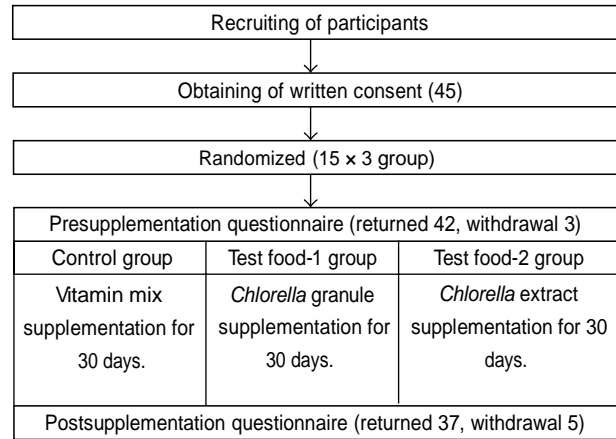 Recruiting of participants
Obtaining of written consent (45)
Randomized (15 × 3 group)
Presupplementation questionnaire (returned 42, withdrawal 3)
Control group
Test food-1 group
Test food-2 group
Vitamin mix
supplementation for
30 days.
Chlorella granule
supplementation for
30 days.
Chlorella extract
supplementation for 30
days.
Postsupplementation questionnaire (returned 37, withdrawal 5)